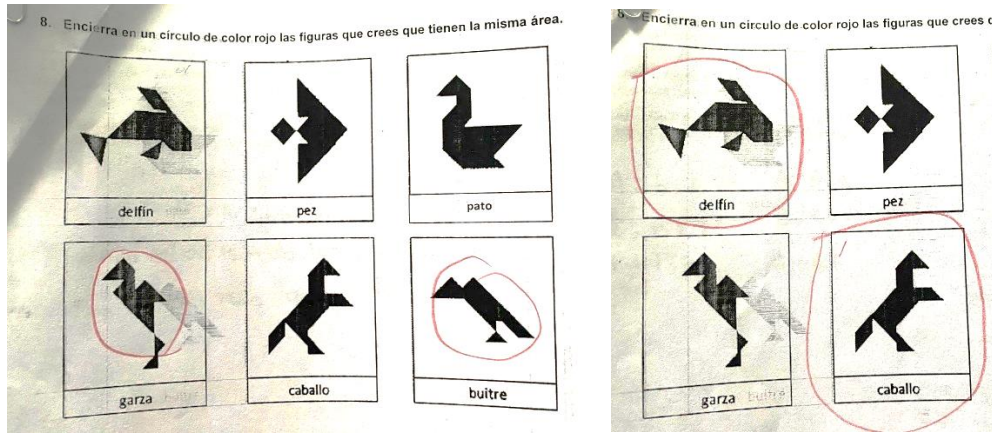 8. Encierra en un círculo de color rojo las figuras que crees que tienen la misma área.
delfín
pez
pato
garza
caballo
buitre
Encierra en un círculo de color rojo las figuras que crees
delfín
pez
garza
caballo